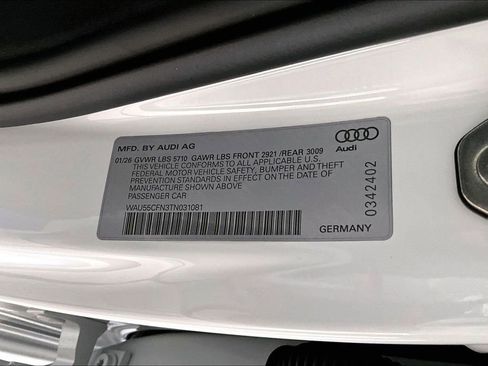 MFD. BY AUDI AG
01/26 GVWR LBS 5710 GAWR LBS FRONT 2921 /REAR 3009
THIS VEHICLE CONFORMS TO ALL APPLICABLE U.S.
FEDERAL MOTOR VEHICLE SAFETY, BUMPER AND THEFT
PREVENTION STANDARDS IN EFFECT ON DATE OF
MANUFACTURE SHOWN ABOVE
PASSENGER CAR
WAU55CFN3TN031081
Audi
0342402
GERMANY